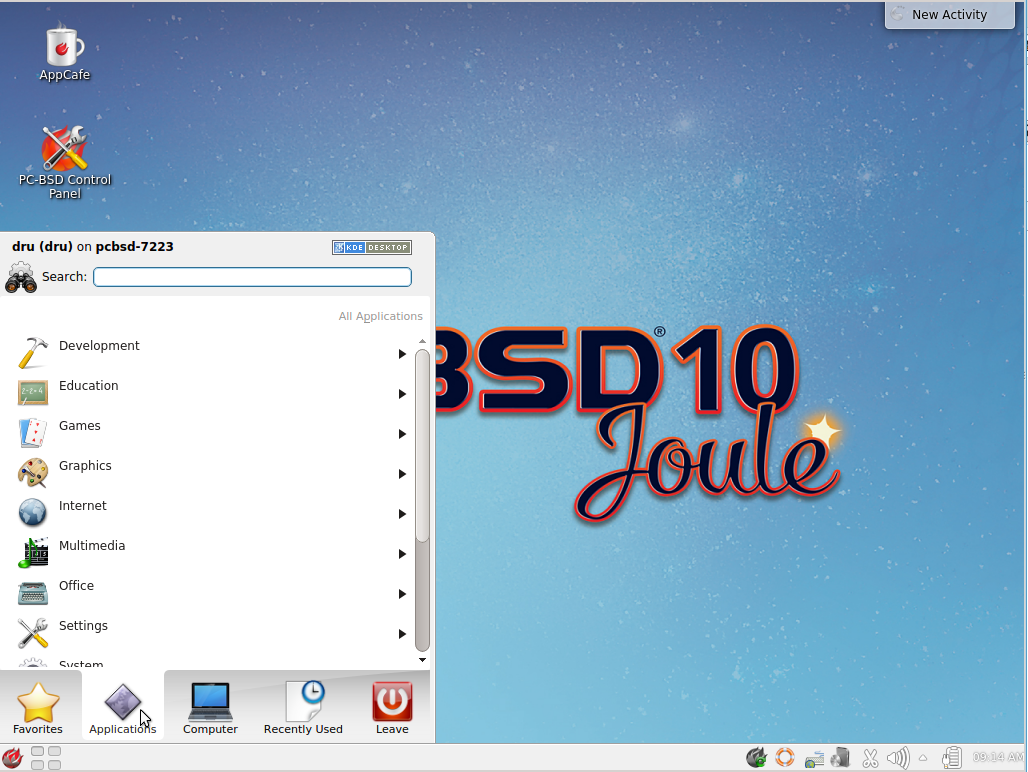 New Activity
AppCafe
PC-BSD Control
Panel
dru (dru) on pcbsd-7223
KDE DESKTOP
Search:
All Applications
Development
Education
Games
Graphics
Internet
Multimedia
Office
Settings
System
BSD®10
Joule
Favorites
Applications
Computer
Recently Used
Leave
09:14 AM